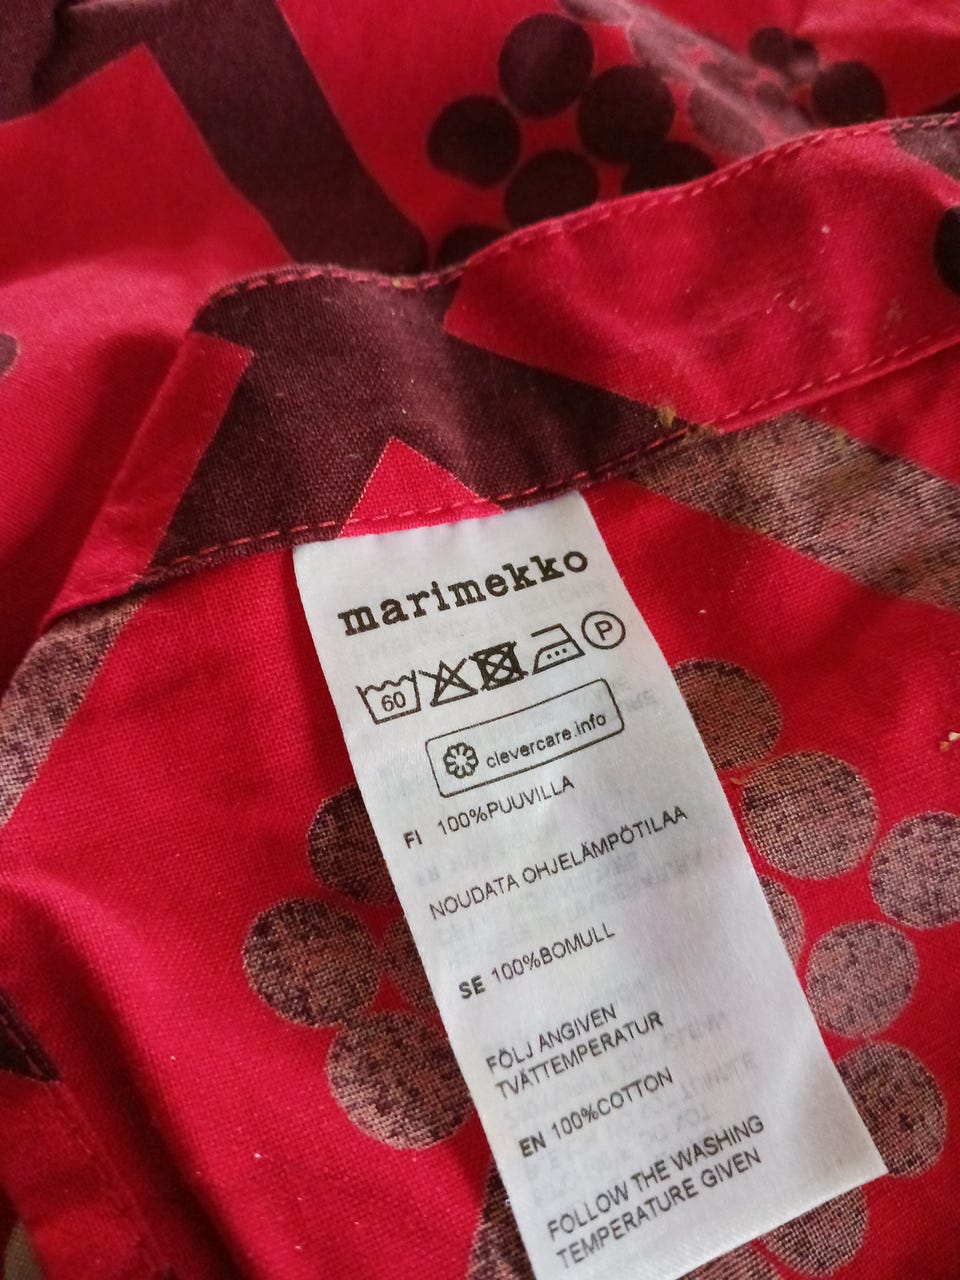 marimekko
60 P
clevercare.info
FI 100%PUUVILLA
NOUDATA OHJELÄMPÖTILAA
SE 100%BOMULL
FÖLJ ANGIVEN
TVÄTTEMPERATUR
EN 100%COTTON
FOLLOW THE WASHING
TEMPERATURE GIVEN